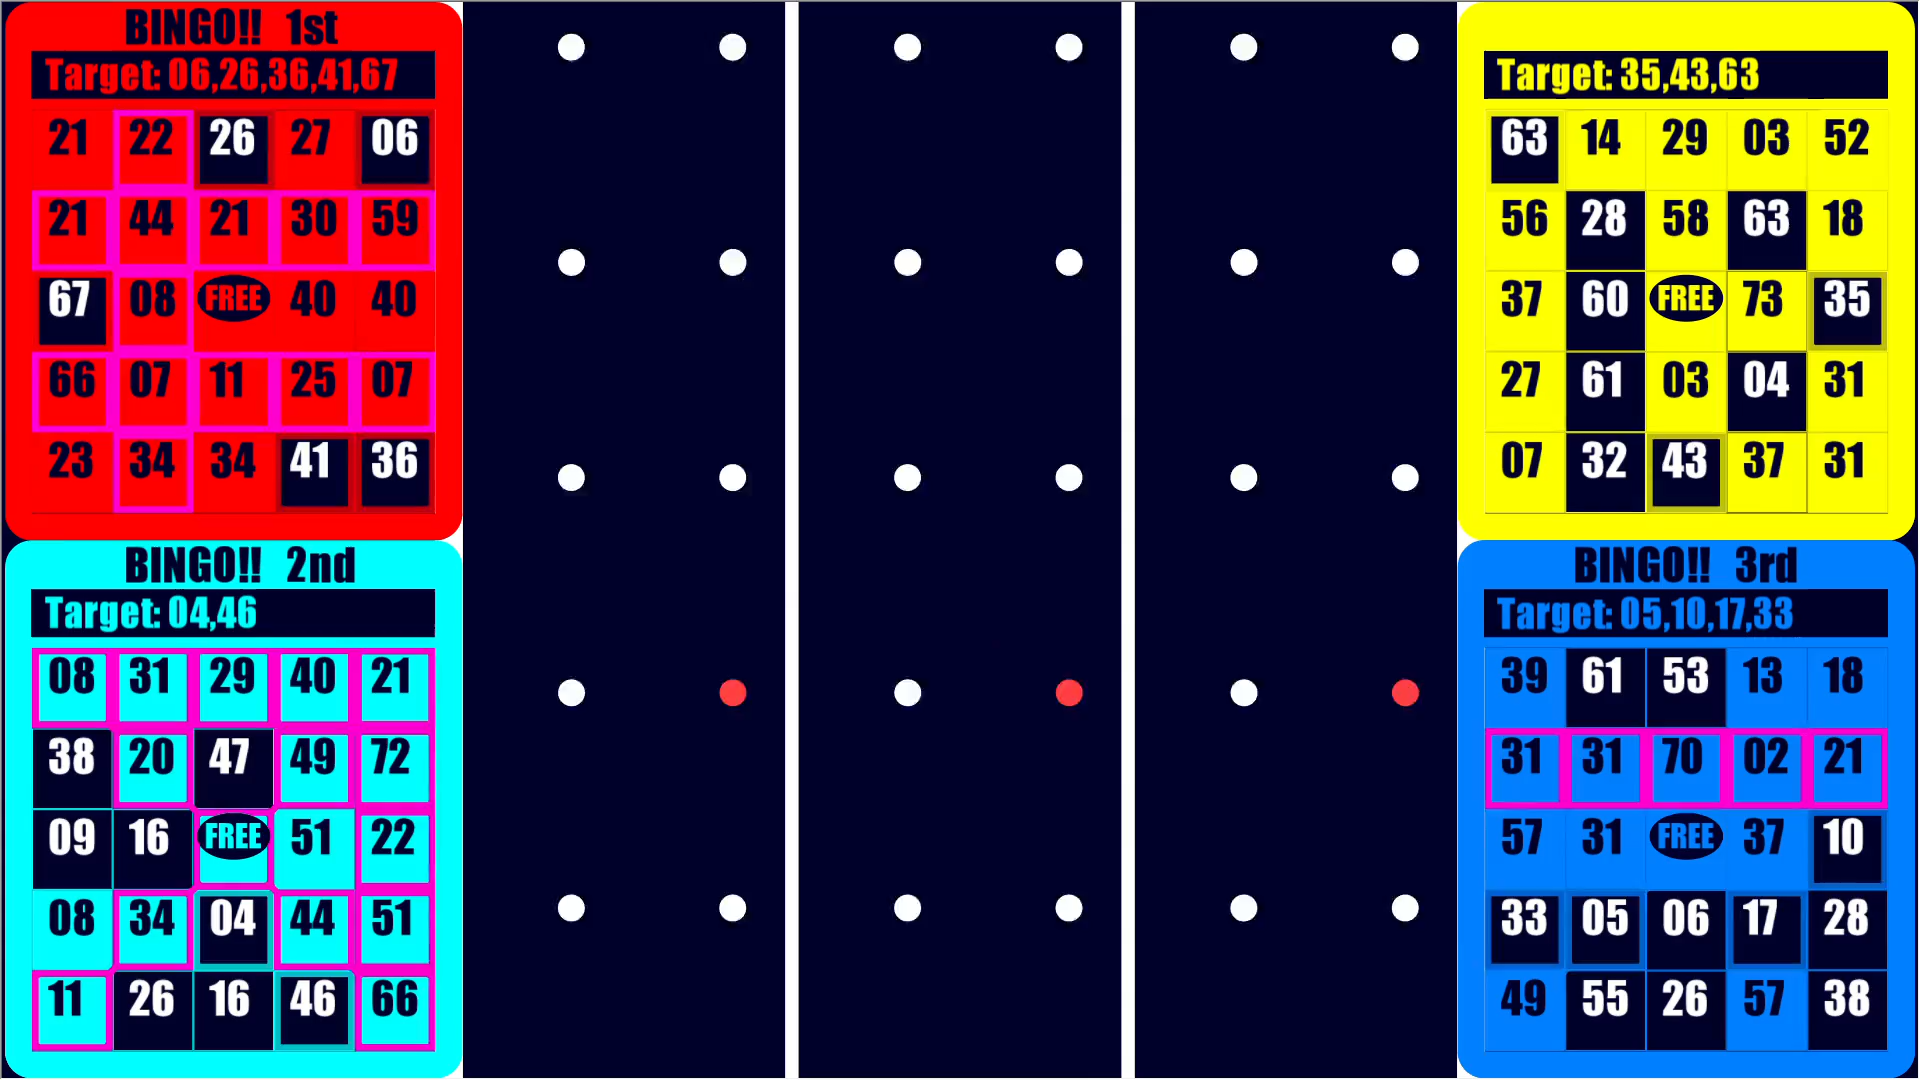 BINGO!! 1st
Target: 06,26,36,41,67
21 22 26 27 06
21 44 21 30 59
67 08 FREE 40 40
66 07 11 25 07
23 34 34 41 36
BINGO!! 2nd
Target: 04,46
08 31 29 40 21
38 20 47 49 72
09 16 FREE 51 22
08 34 04 44 51
11 26 16 46 66
Target: 35,43,63
63 14 29 03 52
56 28 58 63 18
37 60 FREE 73 35
27 61 03 04 31
07 32 43 37 31
BINGO!! 3rd
Target: 05,10,17,33
39 61 53 13 18
31 31 70 02 21
57 31 FREE 37 10
33 05 06 17 28
49 55 26 57 38